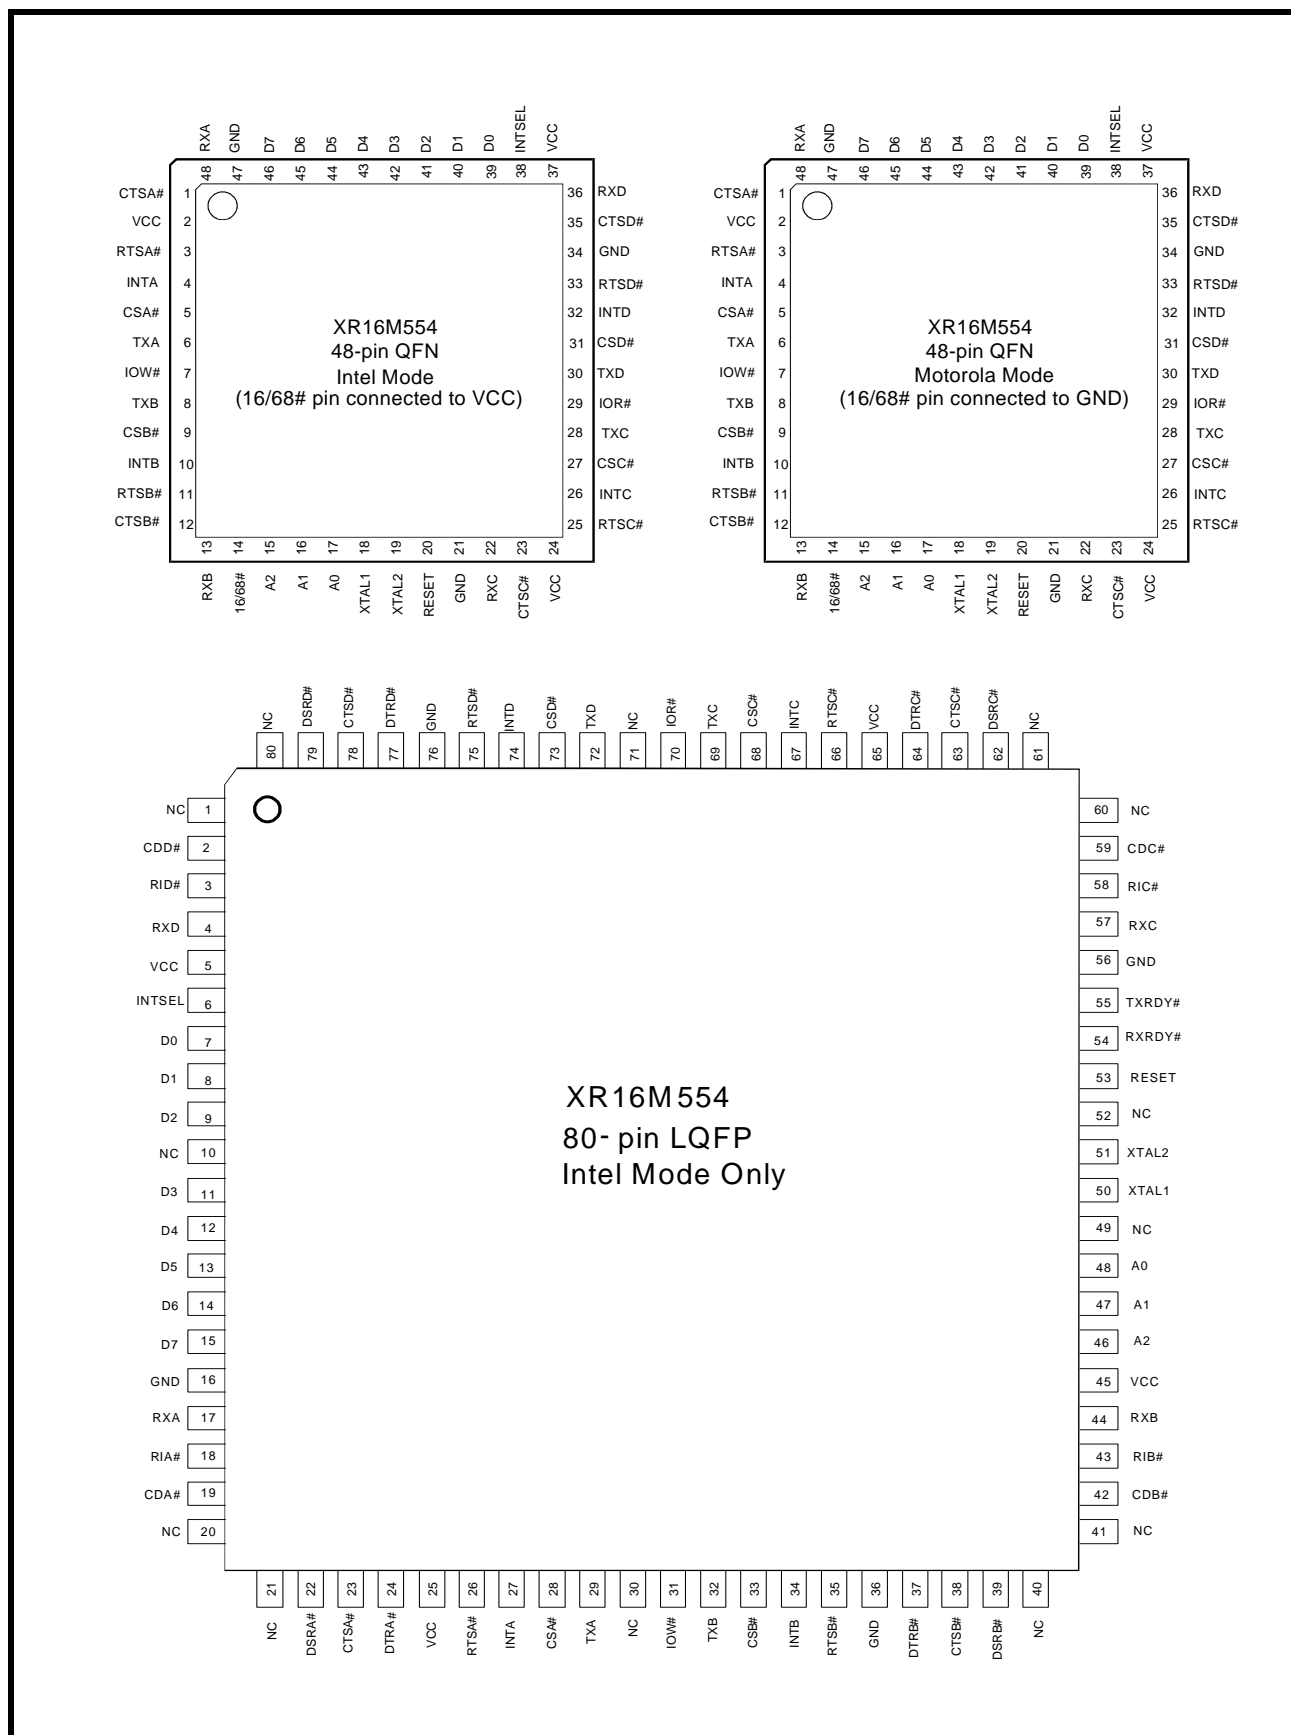 RXA GND D7 D6 D5 D4 D3 D2 D1 D0 INTSEL VCC
48 47 46 45 44 43 42 41 40 39 38 37
CTSA# 1 36 RXD
VCC 2 35 CTSD#
RTSA# 3 34 GND
INTA 4 33 RTSD#
CSA# 5 32 INTD
TXA 6 31 CSD#
IOW# 7 30 TXD
TXB 8 29 IOR#
CSB# 9 28 TXC
INTB 10 27 CSC#
RTSB# 11 26 INTC
CTSB# 12 25 RTSC#
XR16M554
48-pin QFN
Intel Mode
(16/68# pin connected to VCC)
13 14 15 16 17 18 19 20 21 22 23 24
RXB 16/68# A2 A1 A0 XTAL1 XTAL2 RESET GND RXC CTSC# VCC
RXA GND D7 D6 D5 D4 D3 D2 D1 D0 INTSEL VCC
48 47 46 45 44 43 42 41 40 39 38 37
CTSA# 1 36 RXD
VCC 2 35 CTSD#
RTSA# 3 34 GND
INTA 4 33 RTSD#
CSA# 5 32 INTD
TXA 6 31 CSD#
IOW# 7 30 TXD
TXB 8 29 IOR#
CSB# 9 28 TXC
INTB 10 27 CSC#
RTSB# 11 26 INTC
CTSB# 12 25 RTSC#
XR16M554
48-pin QFN
Motorola Mode
(16/68# pin connected to GND)
13 14 15 16 17 18 19 20 21 22 23 24
RXB 16/68# A2 A1 A0 XTAL1 XTAL2 RESET GND RXC CTSC# VCC
NC DSRD# CTSD# DTRD# GND RTSD# INTD CSD# TXD NC IOR# TXC CSC# INTC RTSC# VCC DTRC# CTSC# DSRC# NC
80 79 78 77 76 75 74 73 72 71 70 69 68 67 66 65 64 63 62 61
NC 1 60 NC
CDD# 2 59 CDC#
RID# 3 58 RIC#
RXD 4 57 RXC
VCC 5 56 GND
INTSEL 6 55 TXRDY#
D0 7 54 RXRDY#
D1 8 53 RESET
D2 9 52 NC
NC 10 51 XTAL2
D3 11 50 XTAL1
D4 12 49 NC
D5 13 48 A0
D6 14 47 A1
D7 15 46 A2
GND 16 45 VCC
RXA 17 44 RXB
RIA# 18 43 RIB#
CDA# 19 42 CDB#
NC 20 41 NC
XR16M554
80- pin LQFP
Intel Mode Only
21 22 23 24 25 26 27 28 29 30 31 32 33 34 35 36 37 38 39 40
NC DSRA# CTSA# DTRA# VCC RTSA# INTA CSA# TXA NC IOW# TXB CSB# INTB RTSB# GND DTRB# CTSB# DSRB# NC